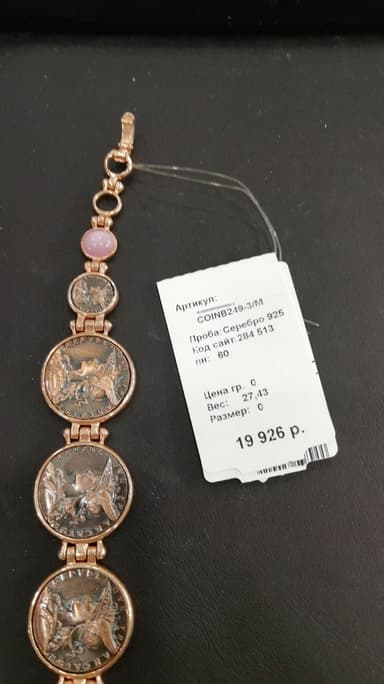 Артикул:
COINB249-3/M
Проба:Серебро 925
Код сайт 284 513
пн: 60
Цена гр. 0
Вес: 27,43
Размер: 0
19 926 р.